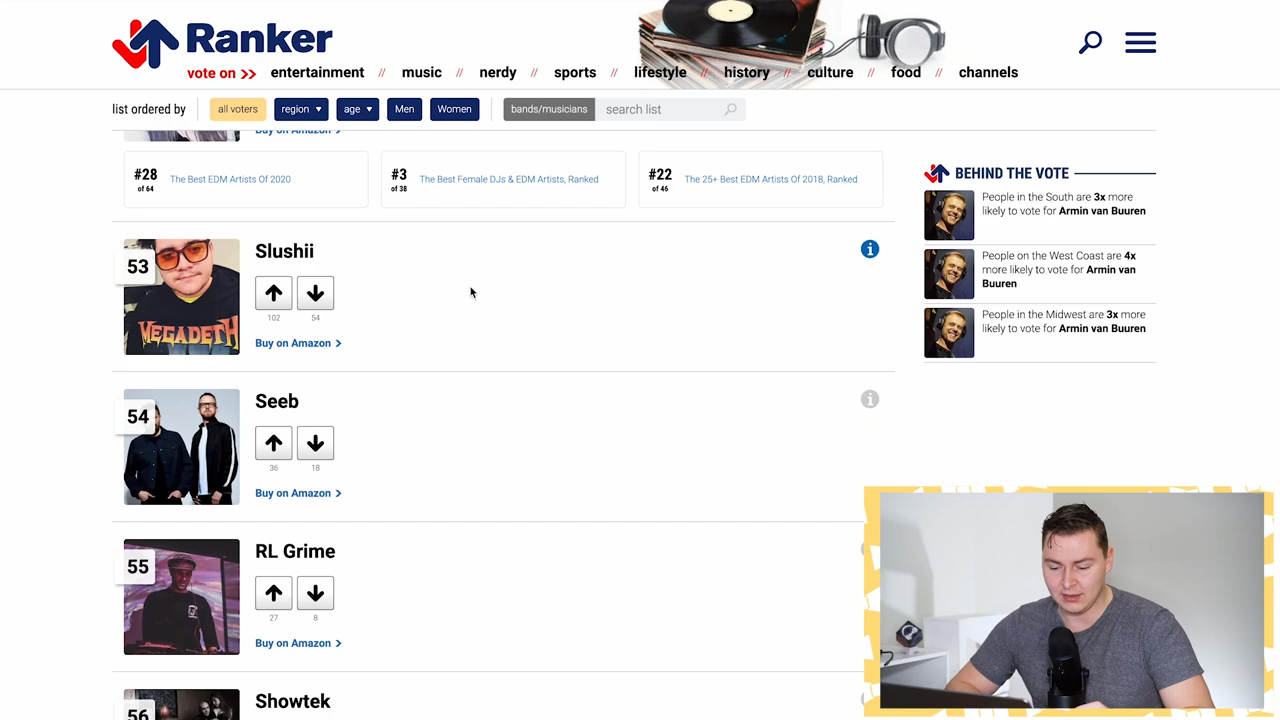 Ranker
vote on >> entertainment // music // nerdy // sports // lifestyle // history // culture // food // channels
list ordered by all voters region ▼ age ▼ Men Women bands/musicians search list
Buy on Amazon >
#28 of 64 The Best EDM Artists Of 2020
#3 of 38 The Best Female DJs & EDM Artists, Ranked
#22 of 46 The 25+ Best EDM Artists Of 2018, Ranked
53
Slushii
MEGADETH
102 54
Buy on Amazon >
54
Seeb
36 18
Buy on Amazon >
55
RL Grime
27 8
Buy on Amazon >
56
Showtek
BEHIND THE VOTE
People in the South are 3x more
likely to vote for Armin van Buuren
People on the West Coast are 4x
more likely to vote for Armin van
Buuren
People in the Midwest are 3x more
likely to vote for Armin van Buuren